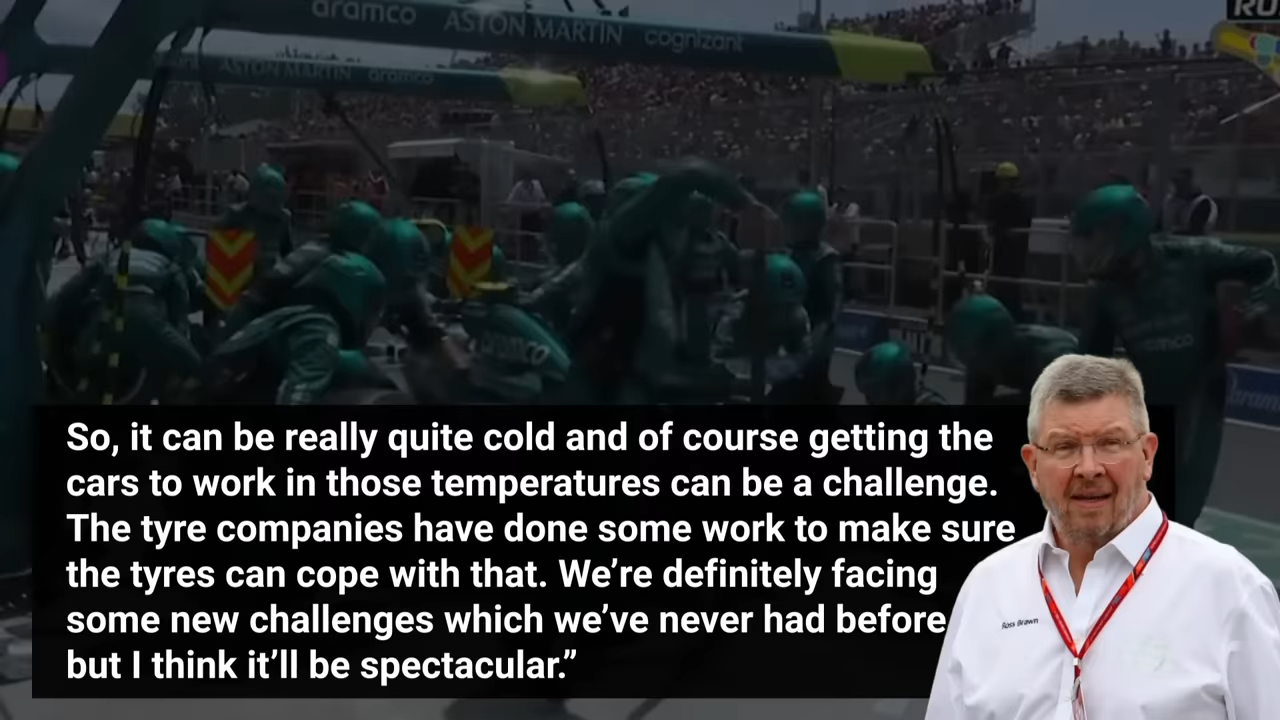 aramco ASTON MARTIN cognizant
RU
ASTON MARTIN aramco
aramco
So, it can be really quite cold and of course getting the
cars to work in those temperatures can be a challenge.
The tyre companies have done some work to make sure
the tyres can cope with that. We’re definitely facing
some new challenges which we’ve never had before
but I think it’ll be spectacular.”
Ross Brawn